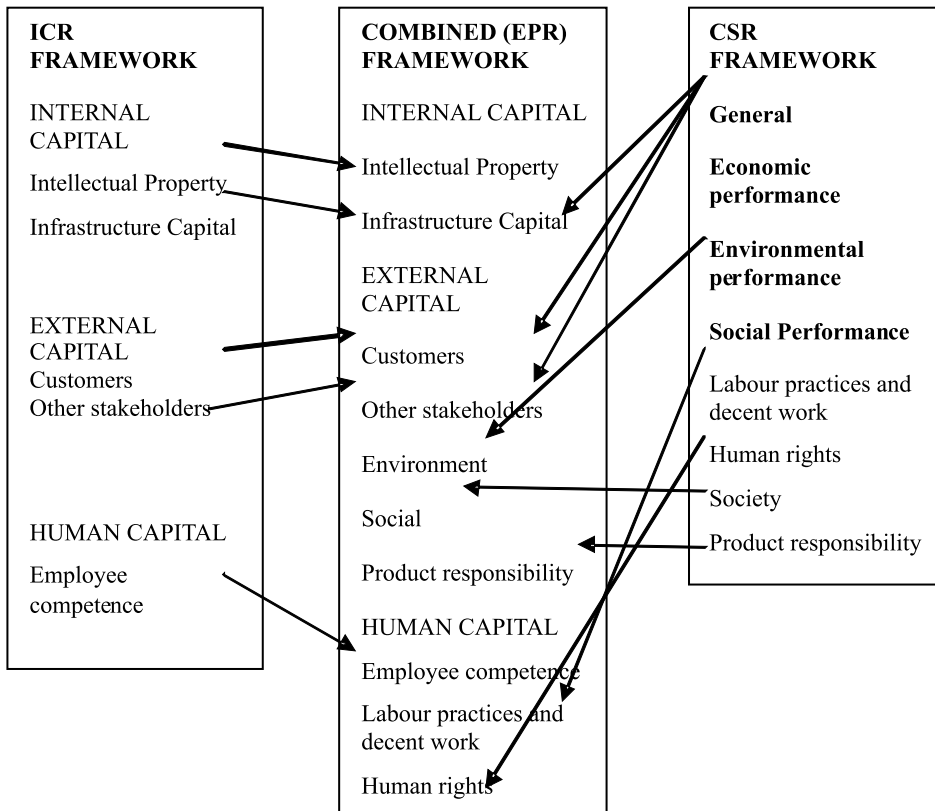 ICR
FRAMEWORK
INTERNAL
CAPITAL
Intellectual Property
Infrastructure Capital
EXTERNAL
CAPITAL
Customers
Other stakeholders
HUMAN CAPITAL
Employee
competence
COMBINED (EPR)
FRAMEWORK
INTERNAL CAPITAL
Intellectual Property
Infrastructure Capital
EXTERNAL
CAPITAL
Customers
Other stakeholders
Environment
Social
Product responsibility
HUMAN CAPITAL
Employee competence
Labour practices and
decent work
Human rights
CSR
FRAMEWORK
General
Economic
performance
Environmental
performance
Social Performance
Labour practices and
decent work
Human rights
Society
Product responsibility